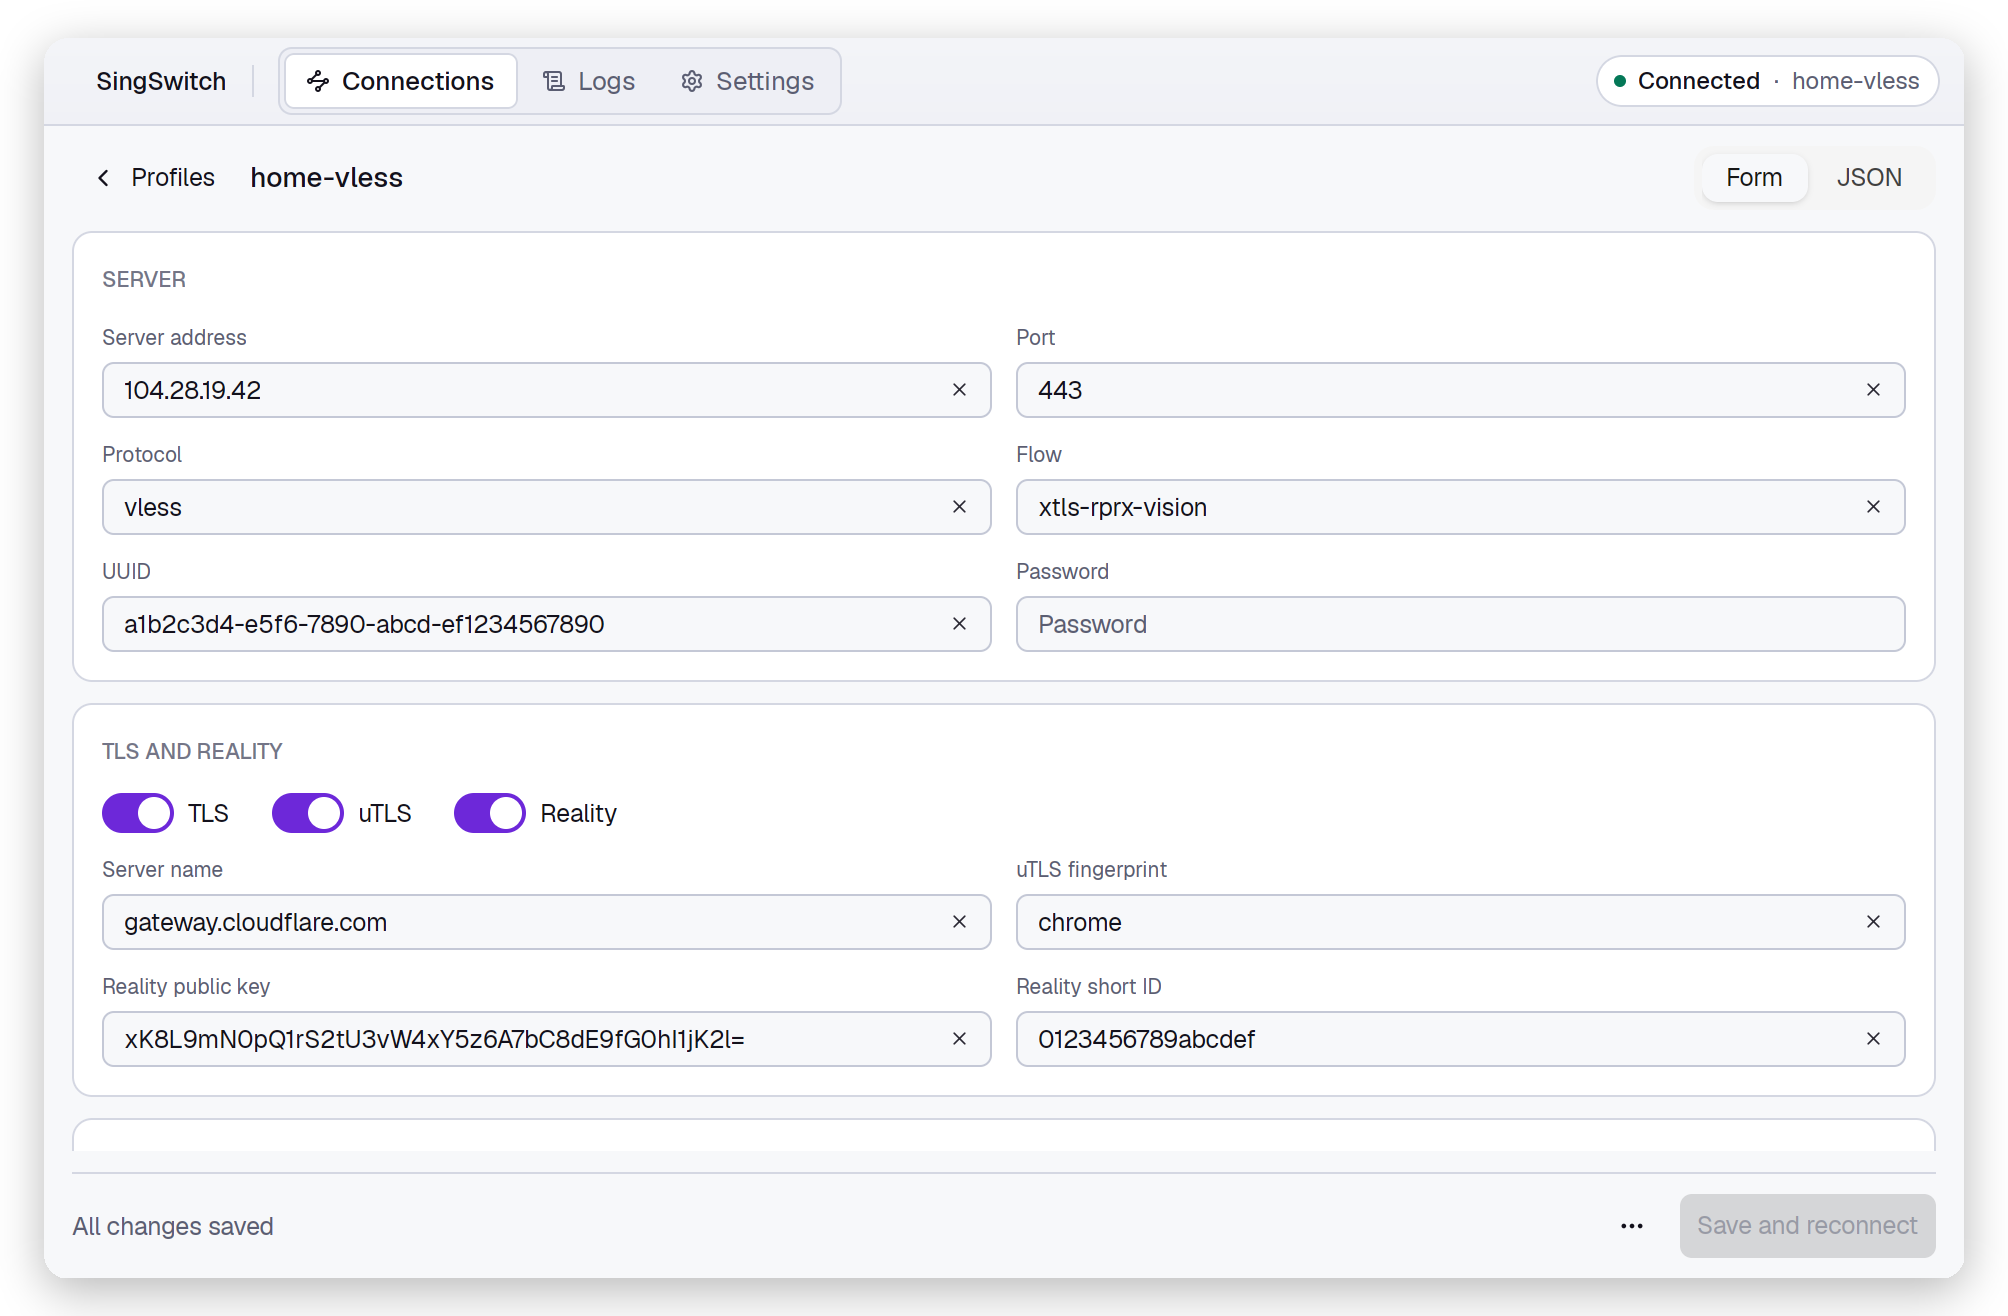 SingSwitch
Connections
Logs
Settings
Connected · home-vless
Profiles
home-vless
Form
JSON
SERVER
Server address
Port
104.28.19.42
443
Protocol
Flow
vless
xtls-rprx-vision
UUID
Password
a1b2c3d4-e5f6-7890-abcd-ef1234567890
Password
TLS AND REALITY
TLS
uTLS
Reality
Server name
uTLS fingerprint
gateway.cloudflare.com
chrome
Reality public key
Reality short ID
xK8L9mN0pQ1rS2tU3vW4xY5z6A7bC8dE9fG0hI1jK2l=
0123456789abcdef
All changes saved
Save and reconnect